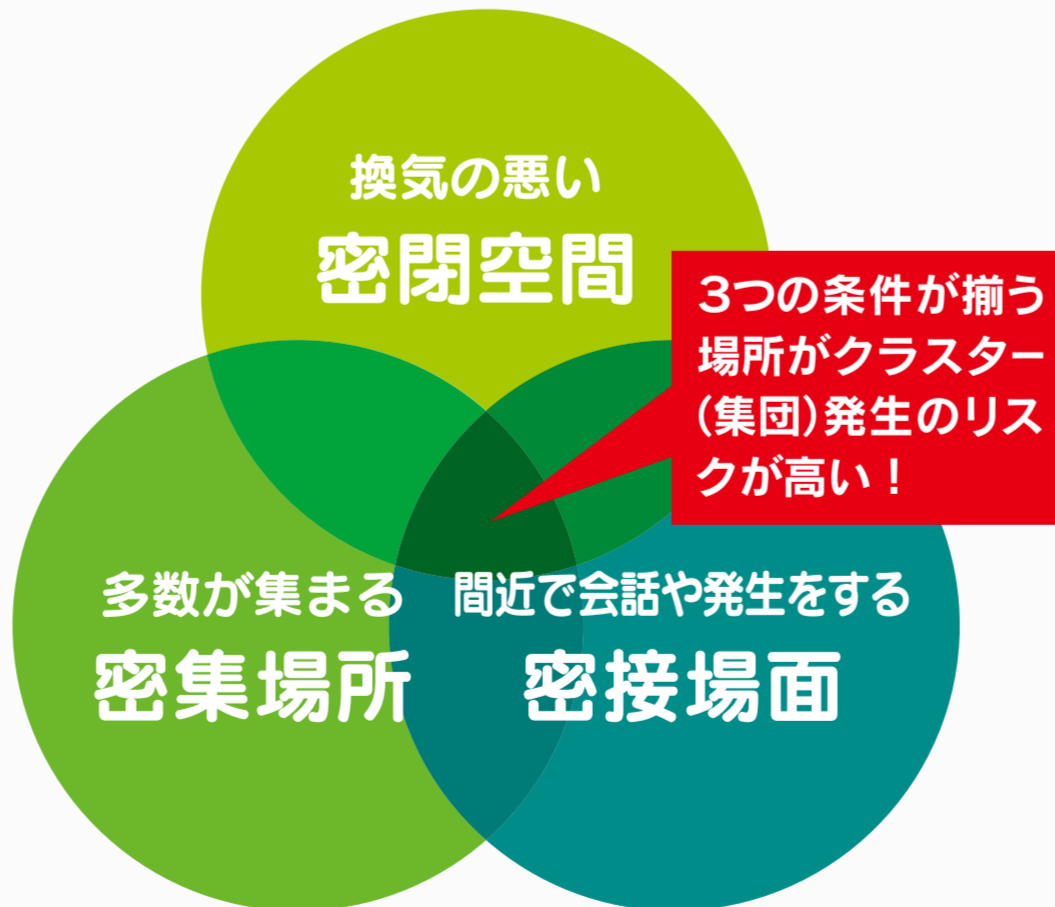 換気の悪い
密閉空間
3つの条件が揃う
場所がクラスター
(集団)発生のリス
クが高い！
多数が集まる
密集場所
間近で会話や発生をする
密接場面